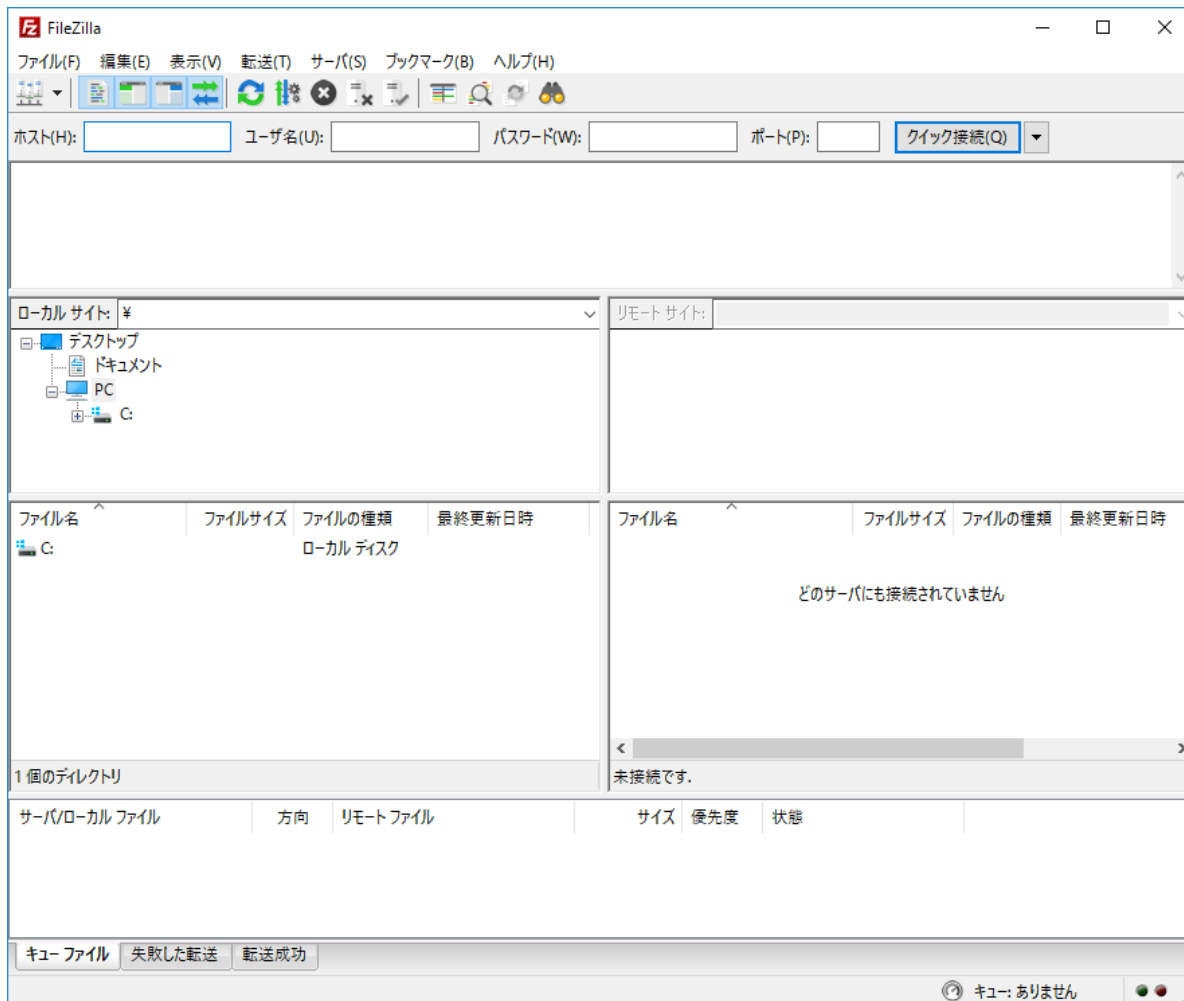 FileZilla
ファイル(F) 編集(E) 表示(V) 転送(T) サーバ(S) ブックマーク(B) ヘルプ(H)
ホスト(H): ユーザ名(U): パスワード(W): ポート(P): クイック接続(Q)
ローカル サイト: ¥
デスクトップ
ドキュメント
PC
C:
リモート サイト:
ファイル名 ファイルサイズ ファイルの種類 最終更新日時
C: ローカル ディスク
1 個のディレクトリ
ファイル名 ファイルサイズ ファイルの種類 最終更新日時
どのサーバにも接続されていません
未接続です.
サーバ/ローカル ファイル 方向 リモート ファイル サイズ 優先度 状態
キュー ファイル 失敗した転送 転送成功
キュー: ありません